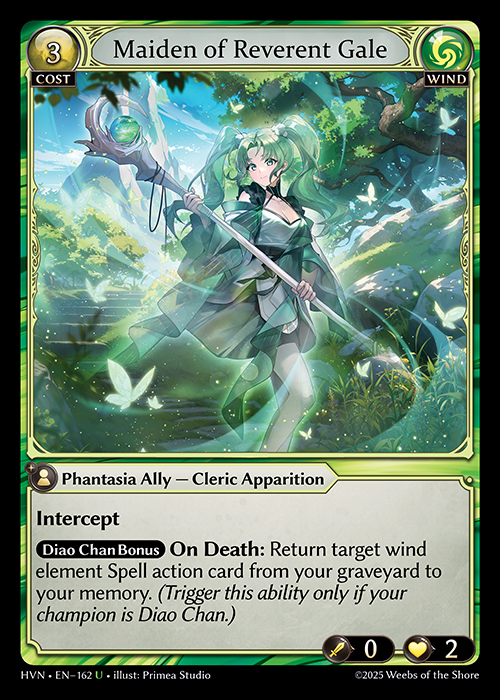 3
COST
Maiden of Reverent Gale
WIND
Phantasia Ally — Cleric Apparition
Intercept
Diao Chan Bonus On Death: Return target wind
element Spell action card from your graveyard to
your memory. (Trigger this ability only if your
champion is Diao Chan.)
0
2
HVN • EN–162 U • illust: Primea Studio
©2025 Weebs of the Shore